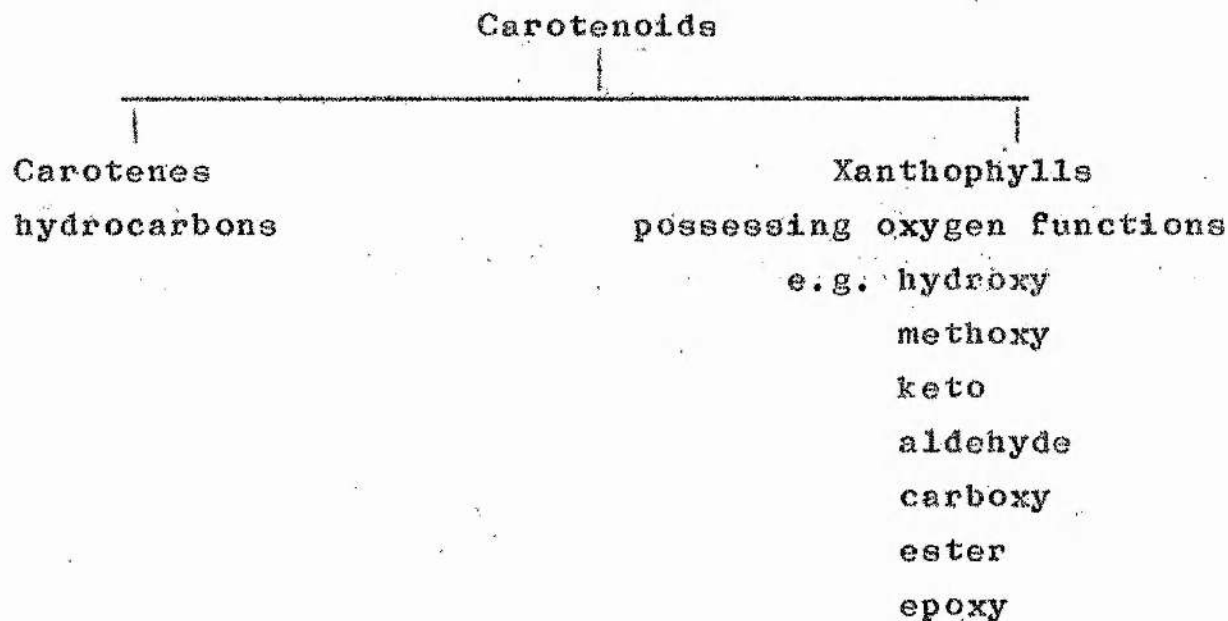 Carotenoids
Carotenes
hydrocarbons
Xanthophylls
possessing oxygen functions
e.g. hydroxy
methoxy
keto
aldehyde
carboxy
ester
epoxy